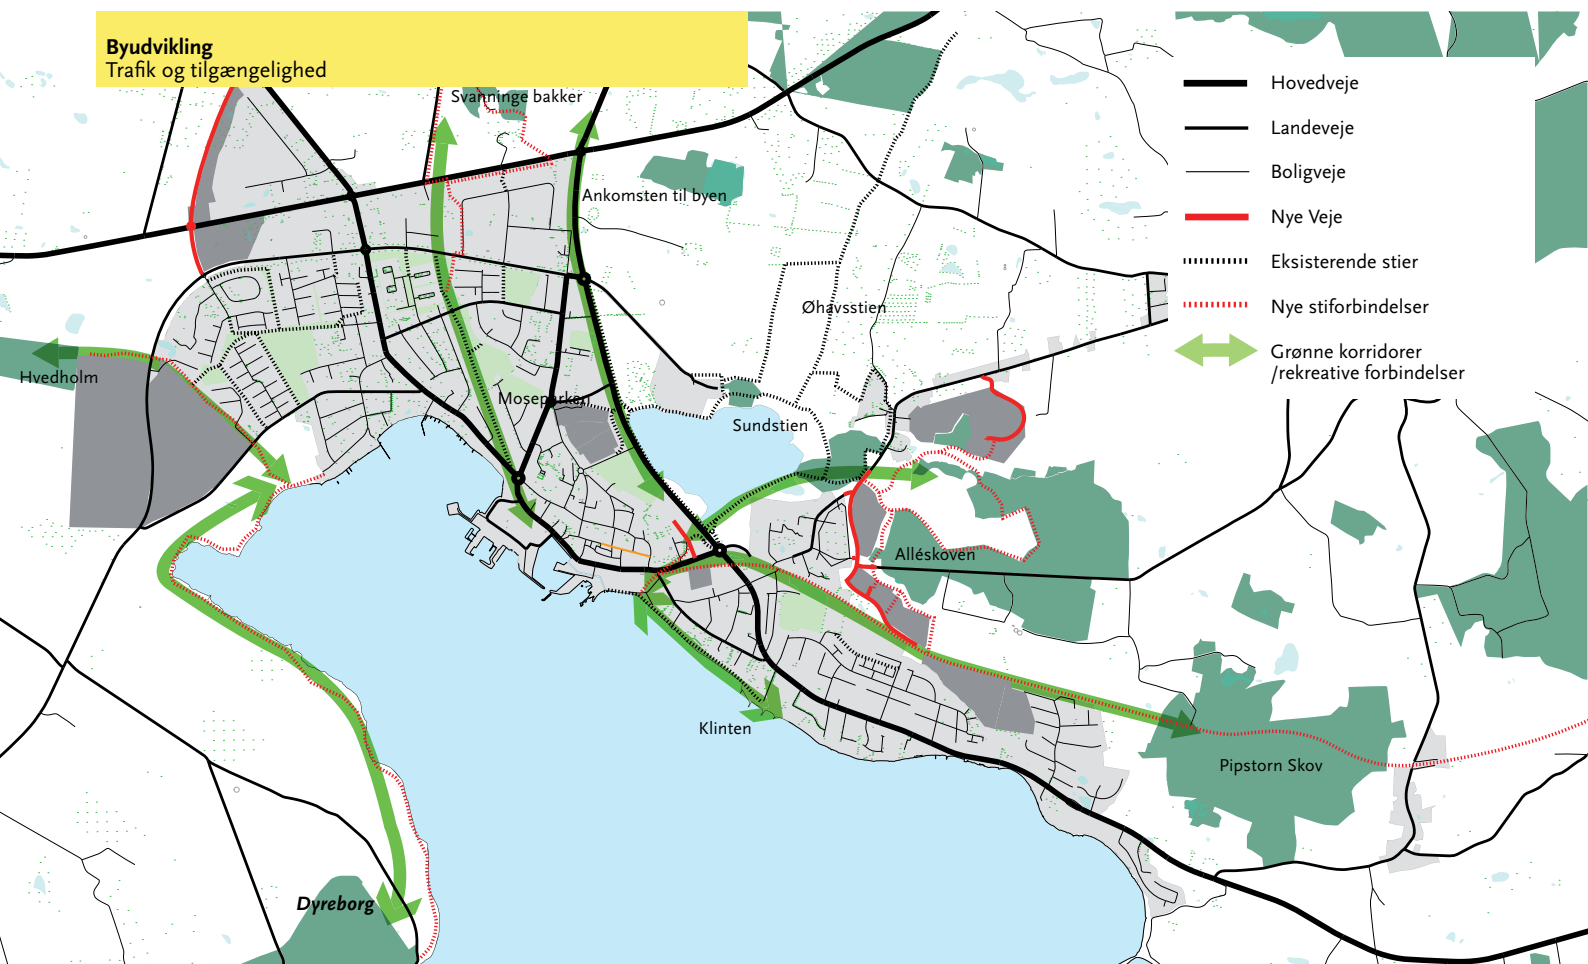 Byudvikling
Trafik og tilgængelighed
Svanninge bakker
Ankomsten til byen
Øhavsstien
Hvedholm
Moseparken
Sundstien
Alléskoven
Klinten
Pipstorn Skov
Dyreborg
Hovedveje
Landeveje
Boligveje
Nye Veje
Eksisterende stier
Nye stiforbindelser
Grønne korridorer
/rekreative forbindelser